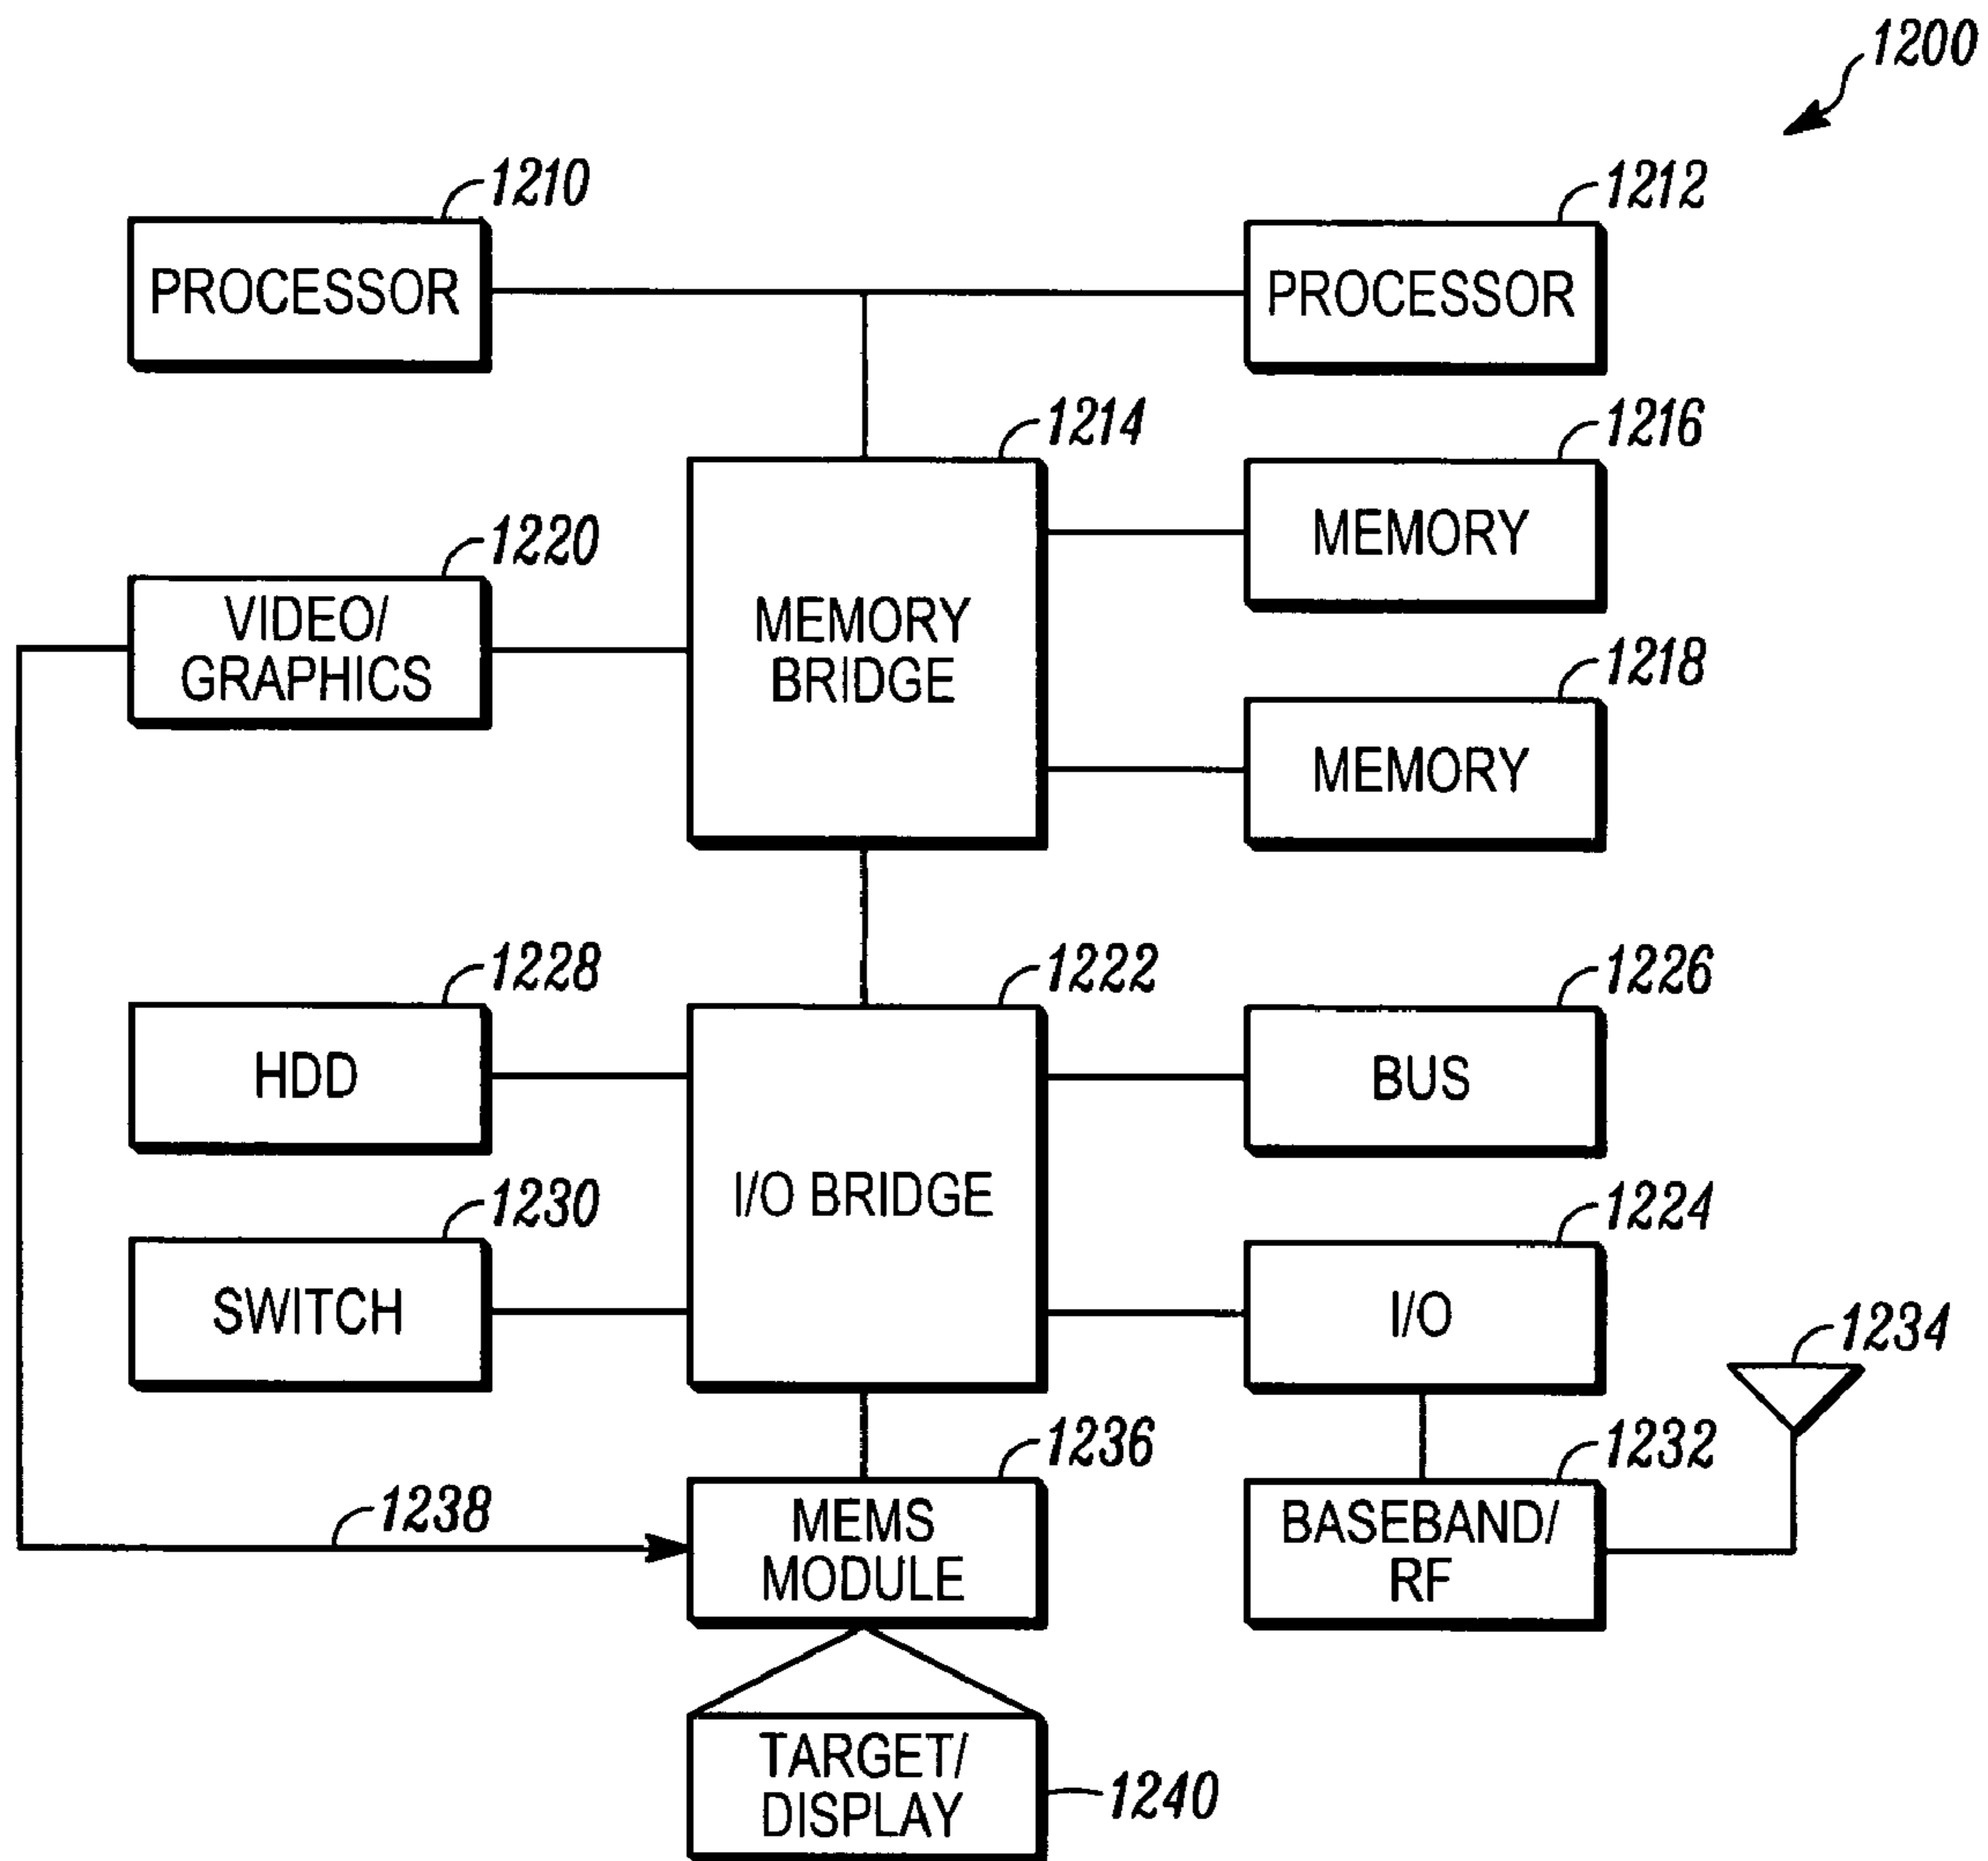 1200
1210
1212
PROCESSOR
PROCESSOR
1214
1216
MEMORY
1220
VIDEO/
GRAPHICS
MEMORY
BRIDGE
1218
MEMORY
1228
1222
1226
HDD
BUS
1230
I/O BRIDGE
1224
SWITCH
I/O
1234
1236
1232
1238
MEMS
MODULE
BASEBAND/
RF
TARGET/
DISPLAY
1240